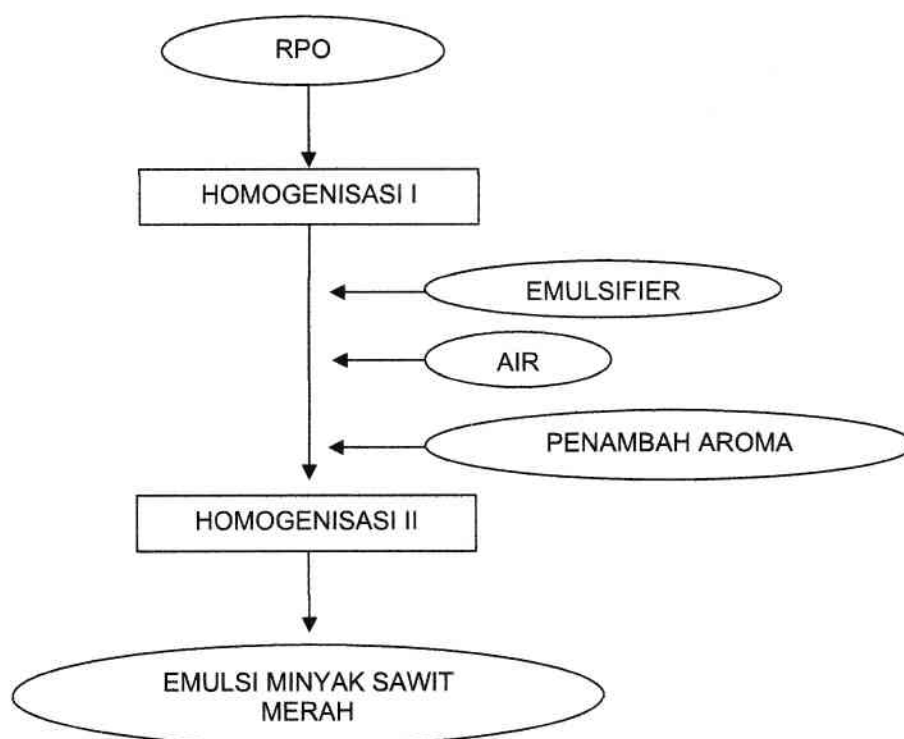 RPO
HOMOGENISASI I
EMULSIFIER
AIR
PENAMBAH AROMA
HOMOGENISASI II
EMULSI MINYAK SAWIT
MERAH